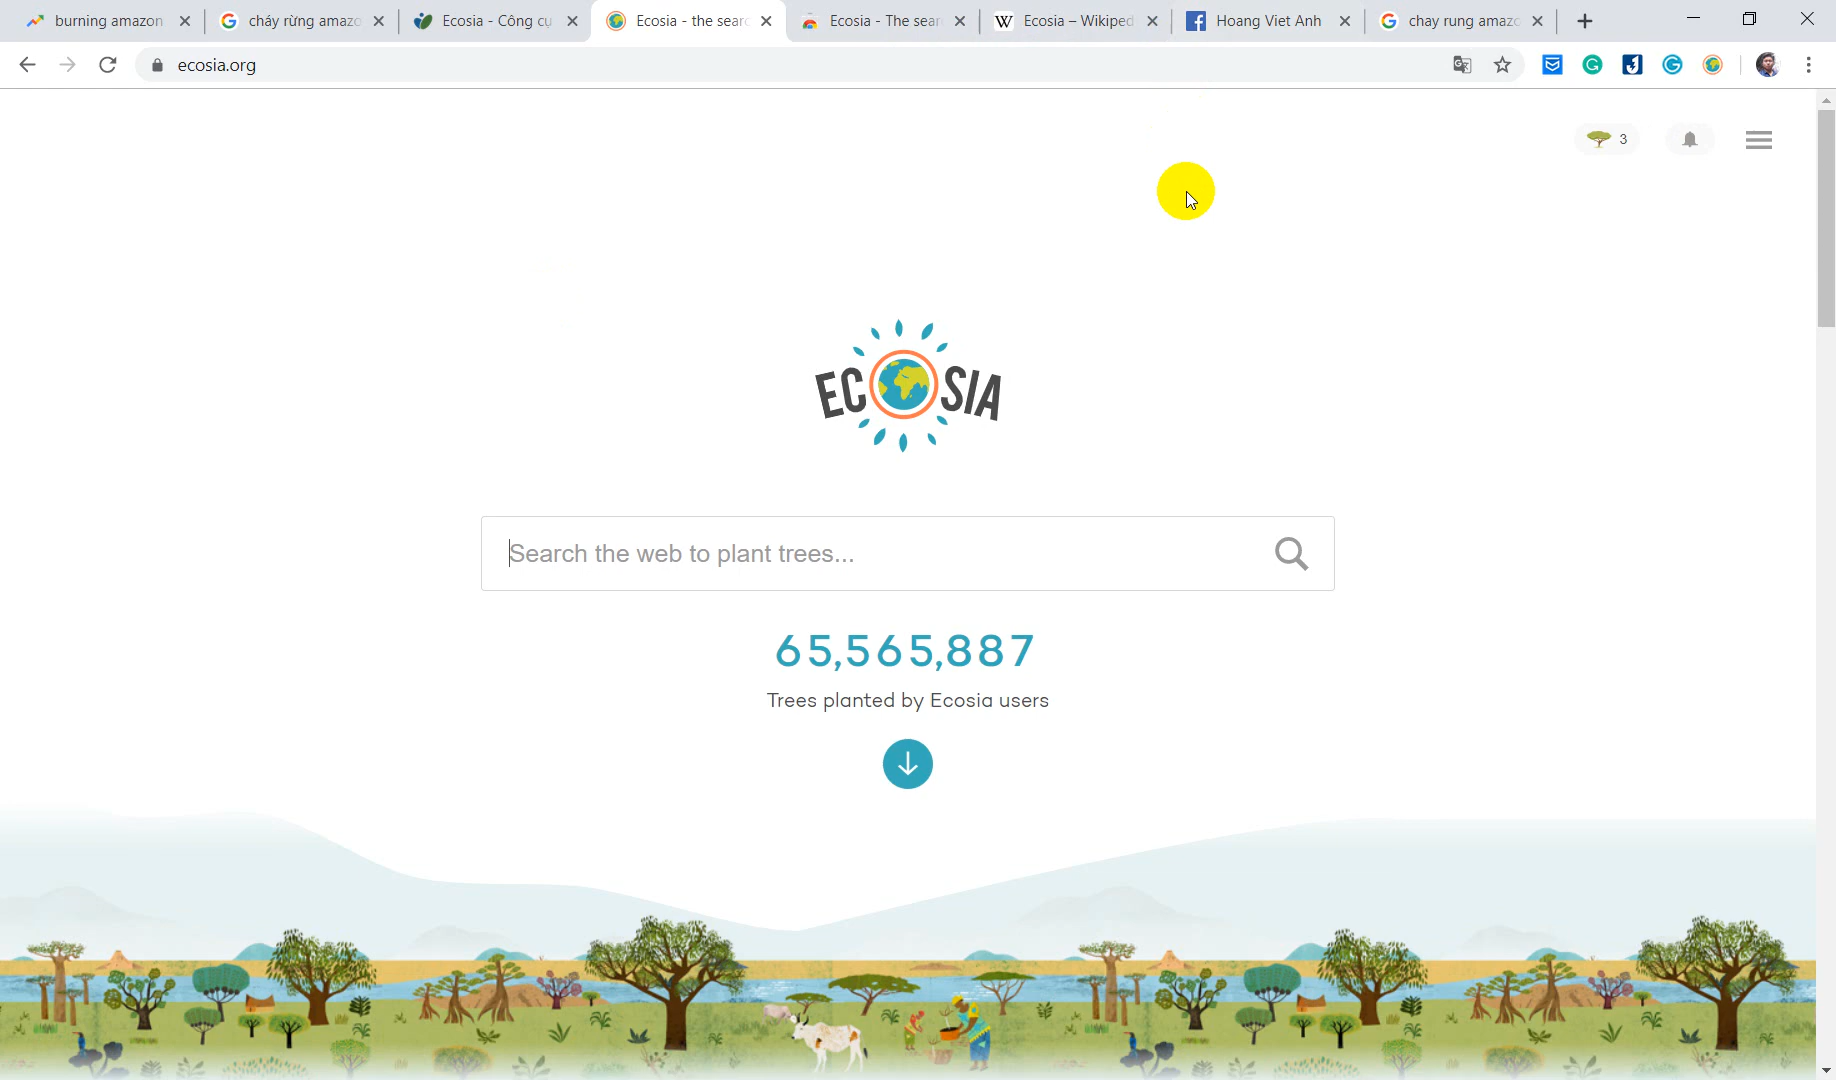 burning amazon
cháy rừng amazo
Ecosia - Công cụ
Ecosia - the searc
Ecosia - The sear
W
Ecosia – Wikiped
Hoang Viet Anh
chay rung amazo
ecosia.org
3
ECOSIA
Search the web to plant trees...
65,565,887
Trees planted by Ecosia users